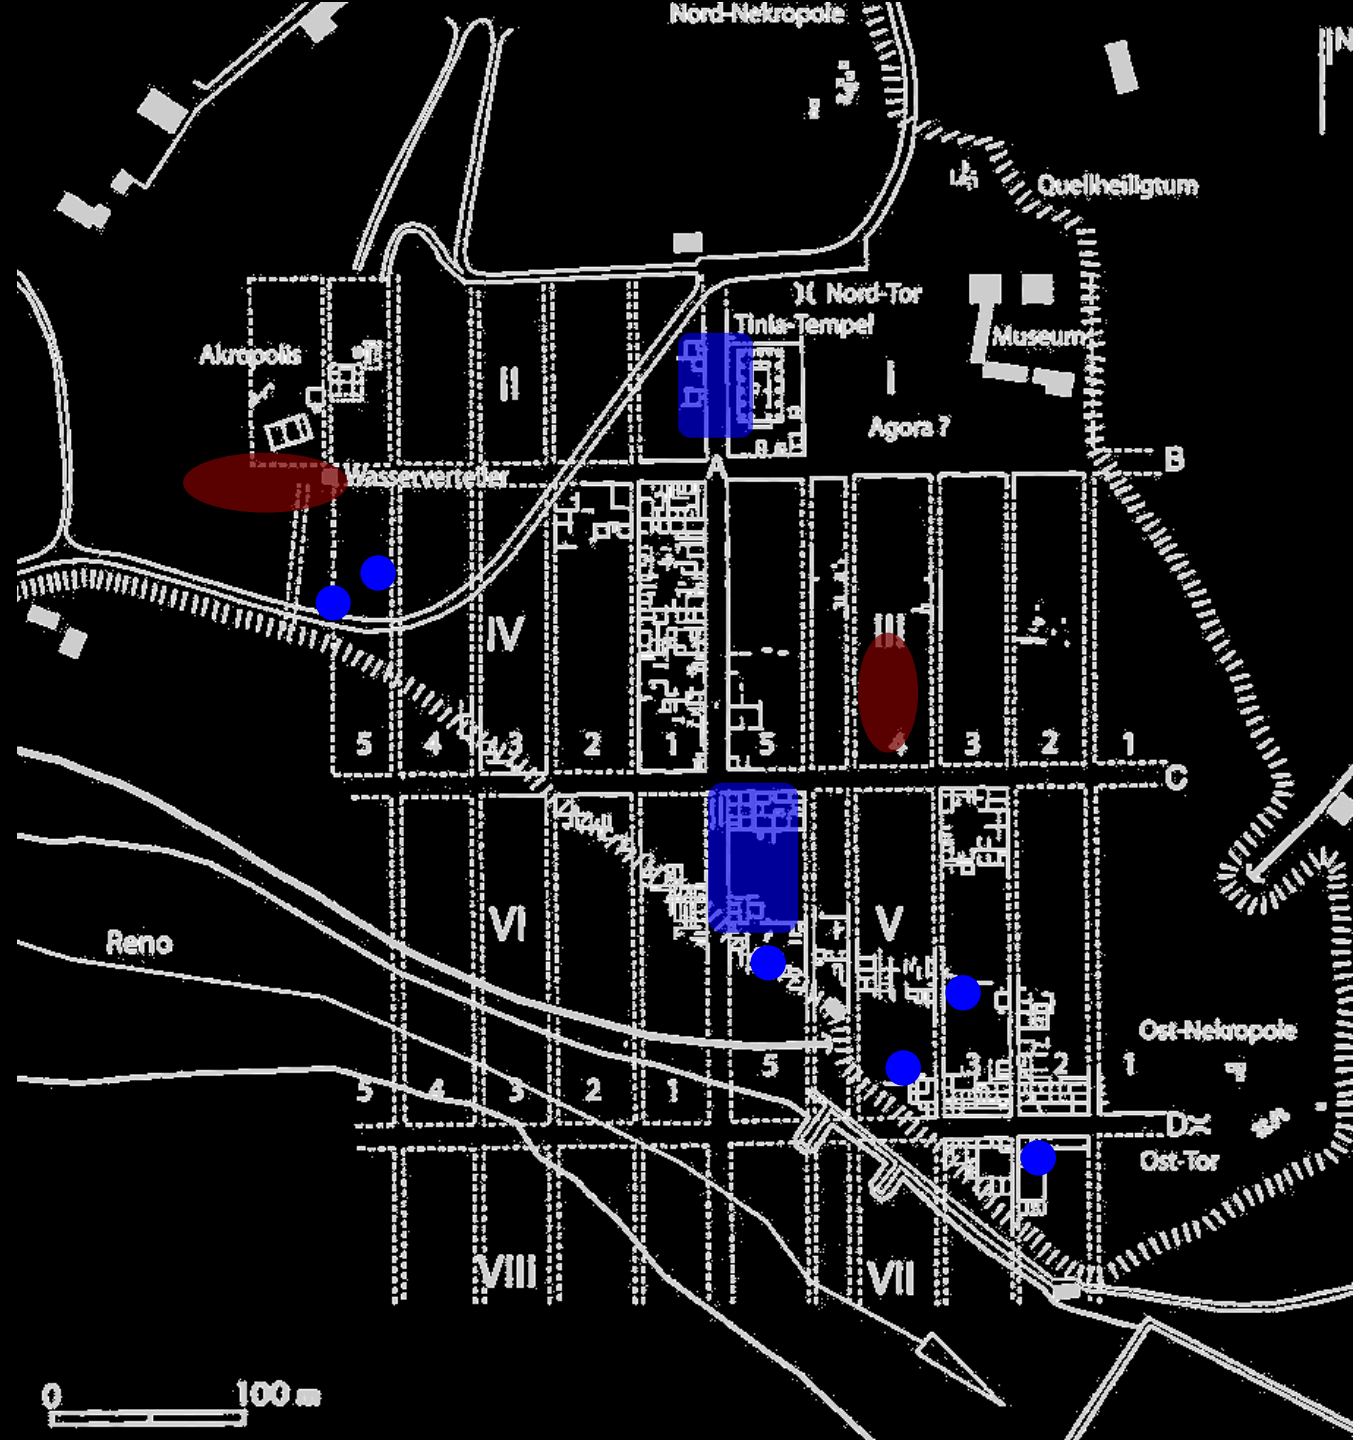 Nord-Nekropole
N
Quellheiligtum
Nord-Tor
Tinia-Tempel
Museum
Akropolis
II
I
Agora ?
A
B
Wasserverteiler
IV
III
5 4 3 2 1 5 4 3 2 1
C
VI
V
Reno
Ost-Nekropole
5 3 2 1
5 4 3 2 1
D
Ost-Tor
VIII
VII
0 100 m